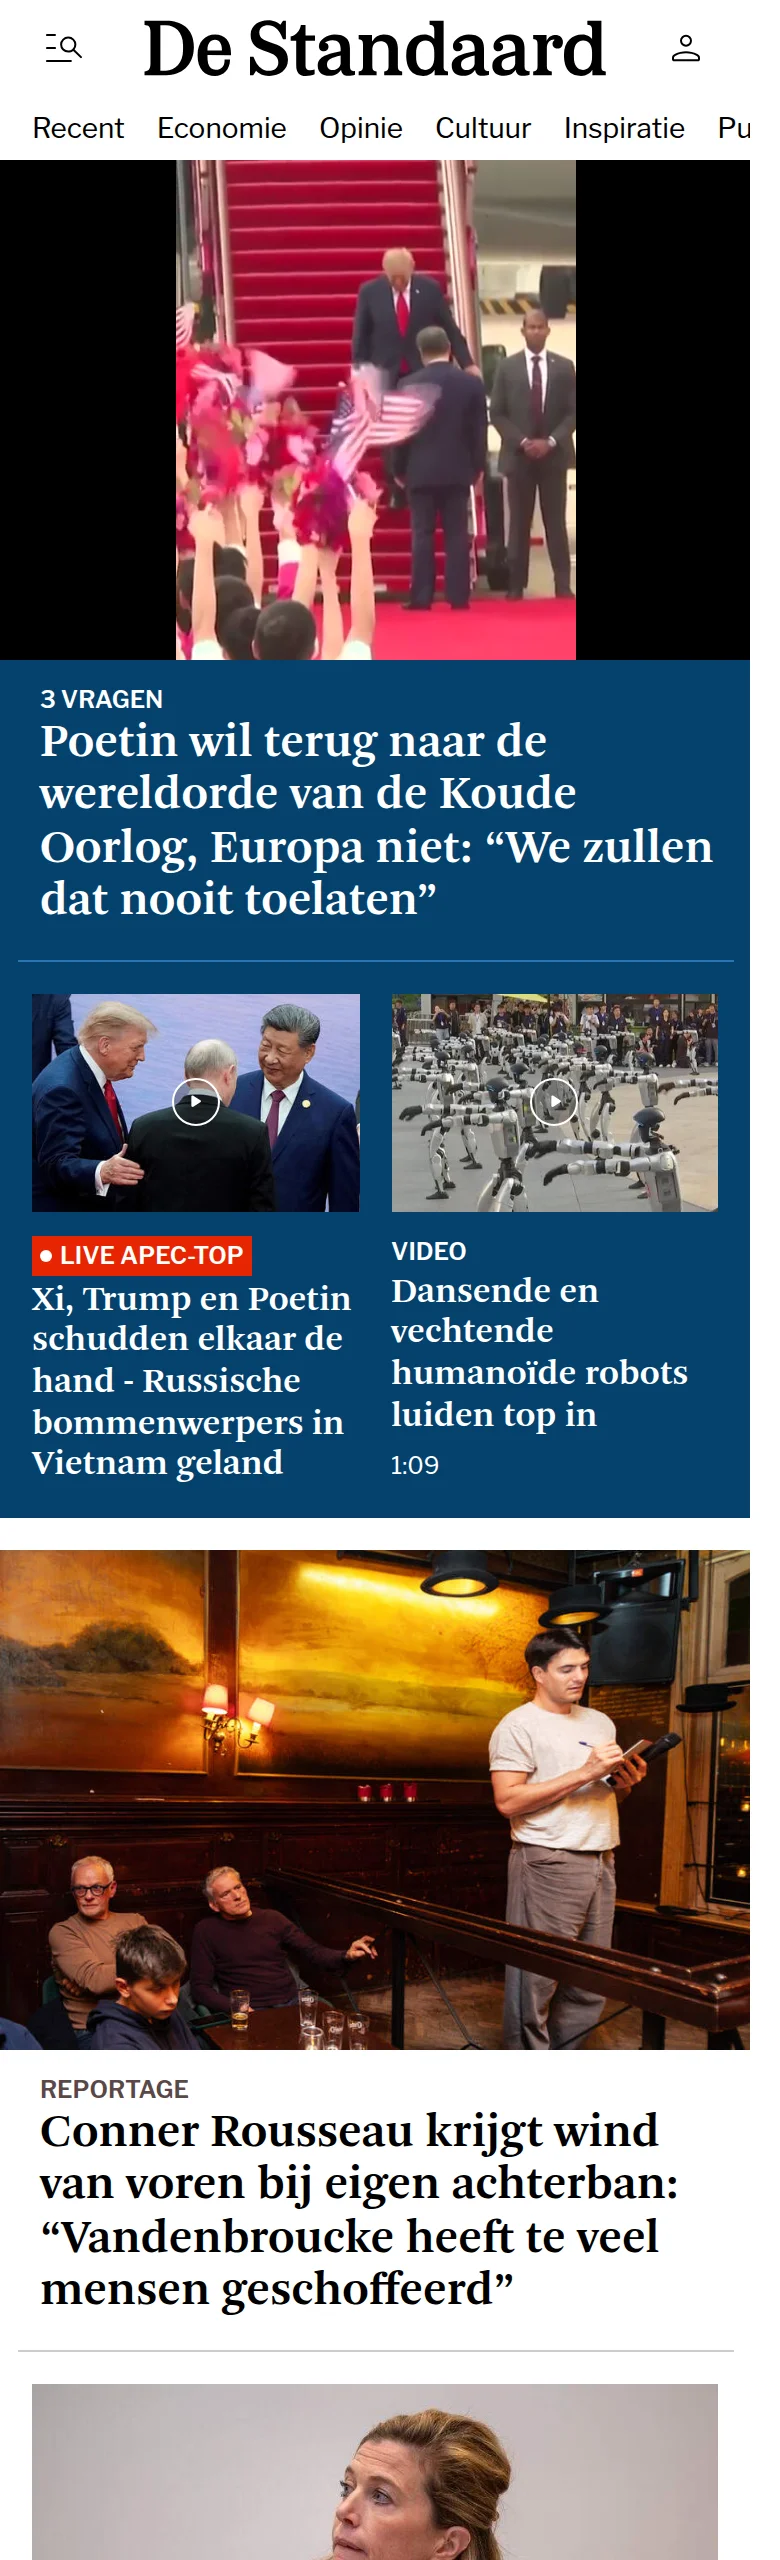 De Standaard
Recent Economie Opinie Cultuur Inspiratie Pu
3 VRAGEN
Poetin wil terug naar de
wereldorde van de Koude
Oorlog, Europa niet: “We zullen
dat nooit toelaten”
LIVE APEC-TOP
Xi, Trump en Poetin
schudden elkaar de
hand - Russische
bommenwerpers in
Vietnam geland
VIDEO
Dansende en
vechtende
humanoïde robots
luiden top in
1:09
REPORTAGE
Conner Rousseau krijgt wind
van voren bij eigen achterban:
“Vandenbroucke heeft te veel
mensen geschoffeerd”